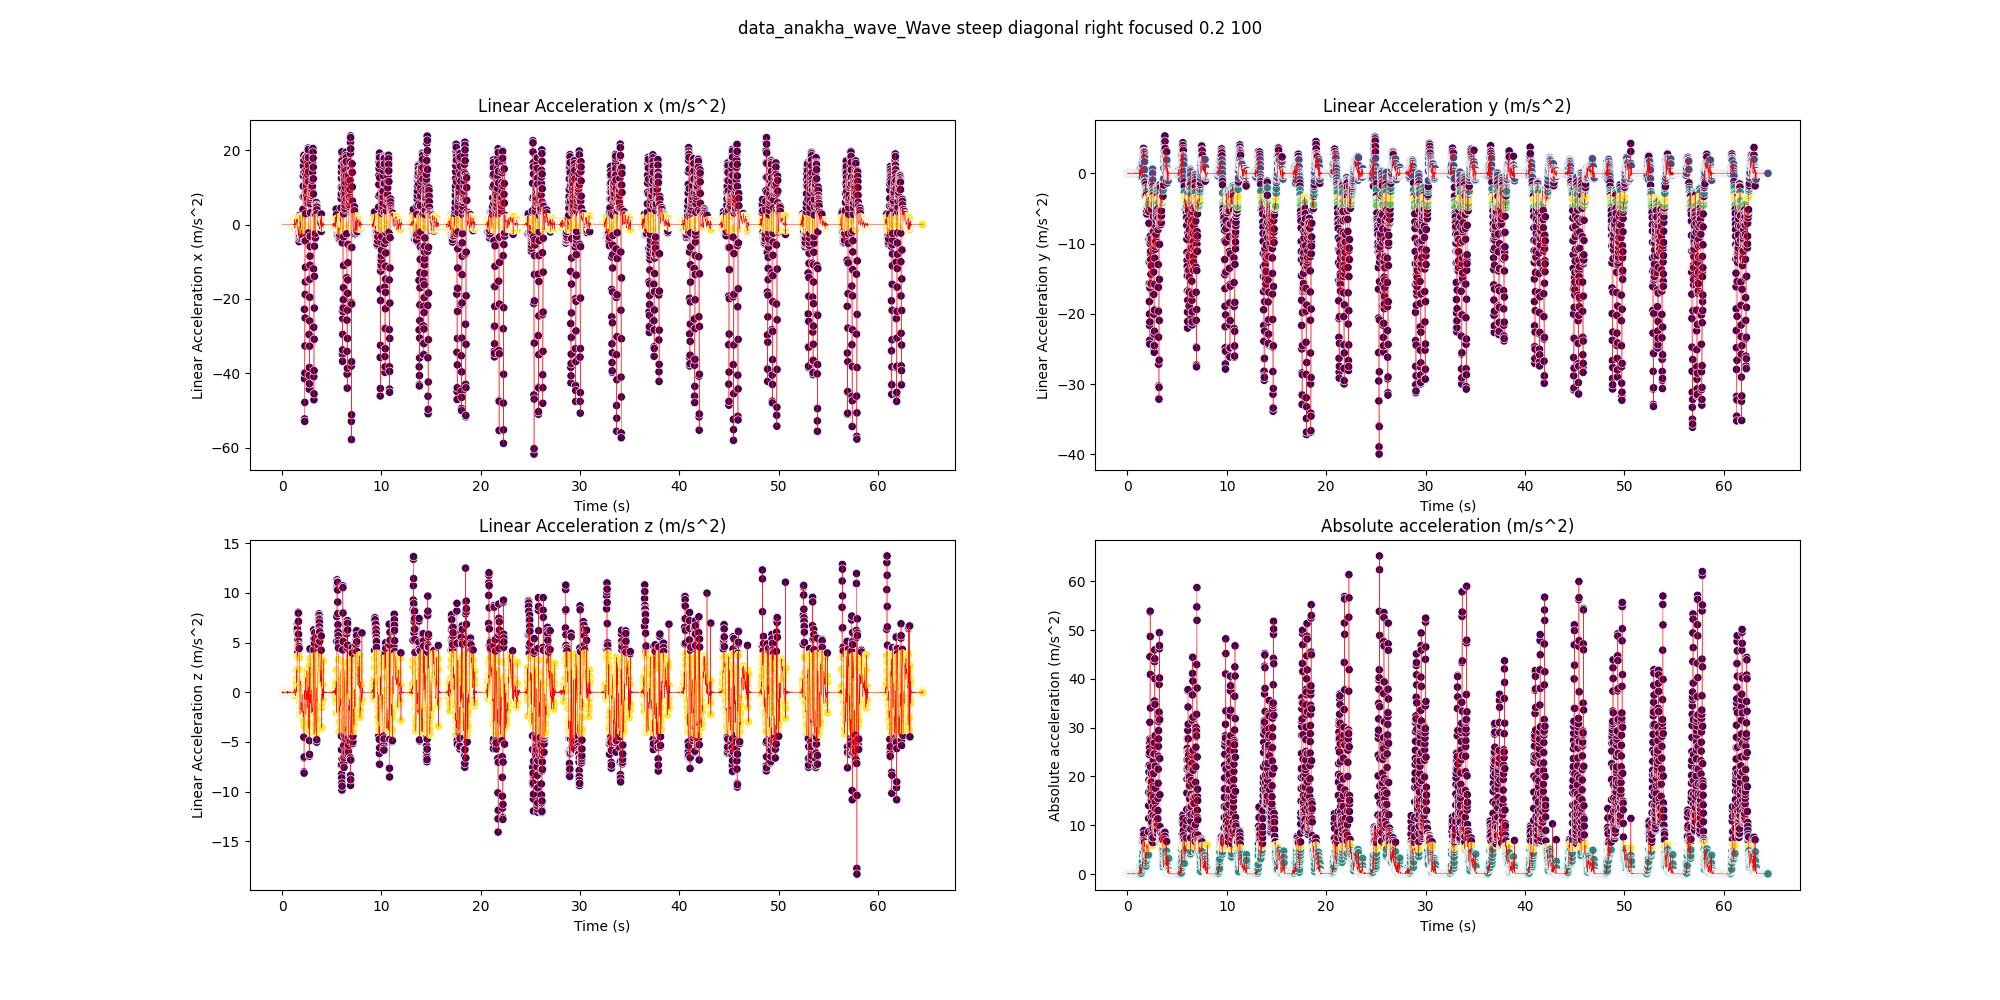 data_anakha_wave_Wave steep diagonal right focused 0.2 100
Linear Acceleration x (m/s^2)
Linear Acceleration x (m/s^2)
20
0
−20
−40
−60
0 10 20 30 40 50 60
Time (s)
Linear Acceleration y (m/s^2)
Linear Acceleration y (m/s^2)
0
−10
−20
−30
−40
0 10 20 30 40 50 60
Time (s)
Linear Acceleration z (m/s^2)
Linear Acceleration z (m/s^2)
15
10
5
0
−5
−10
−15
0 10 20 30 40 50 60
Time (s)
Absolute acceleration (m/s^2)
Absolute acceleration (m/s^2)
60
50
40
30
20
10
0
0 10 20 30 40 50 60
Time (s)